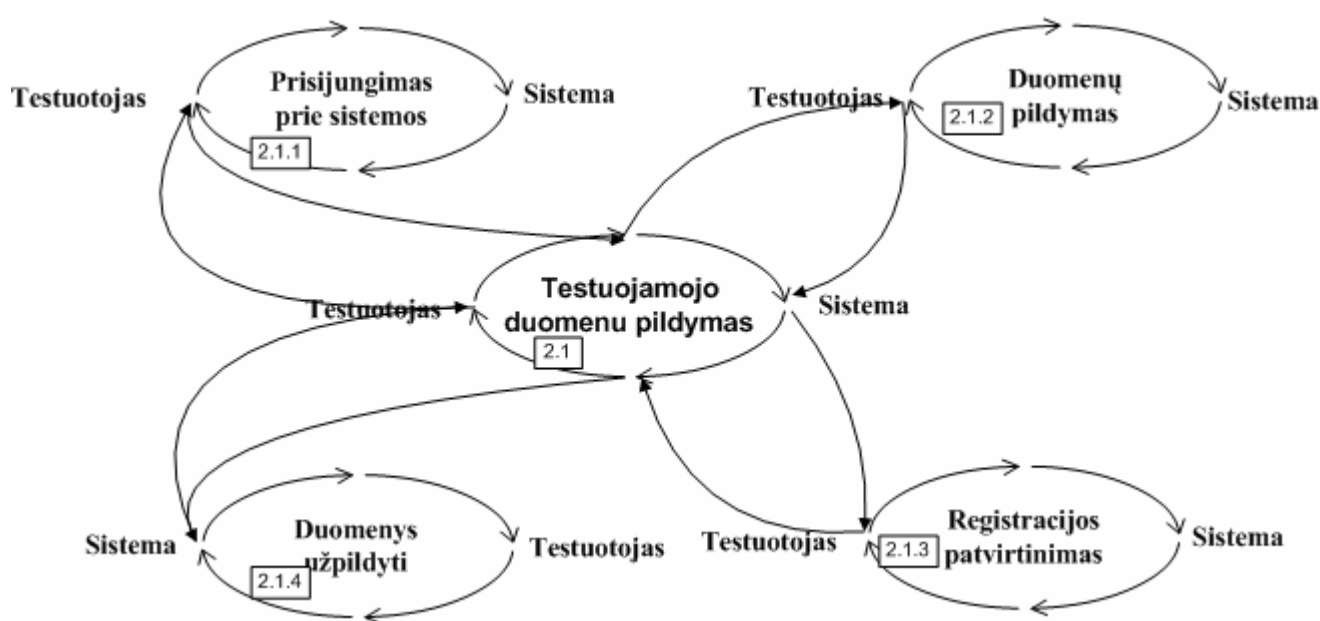 Testuotojas
Prisijungimas
prie sistemos
2.1.1
Sistema
Testuotojas
Duomenų
pildymas
2.1.2
Sistema
Testuotojas
Testuojamojo
duomenu pildymas
2.1
Sistema
Sistema
Duomenys
užpildyti
2.1.4
Testuotojas
Testuotojas
Registracijos
patvirtinimas
2.1.3
Sistema